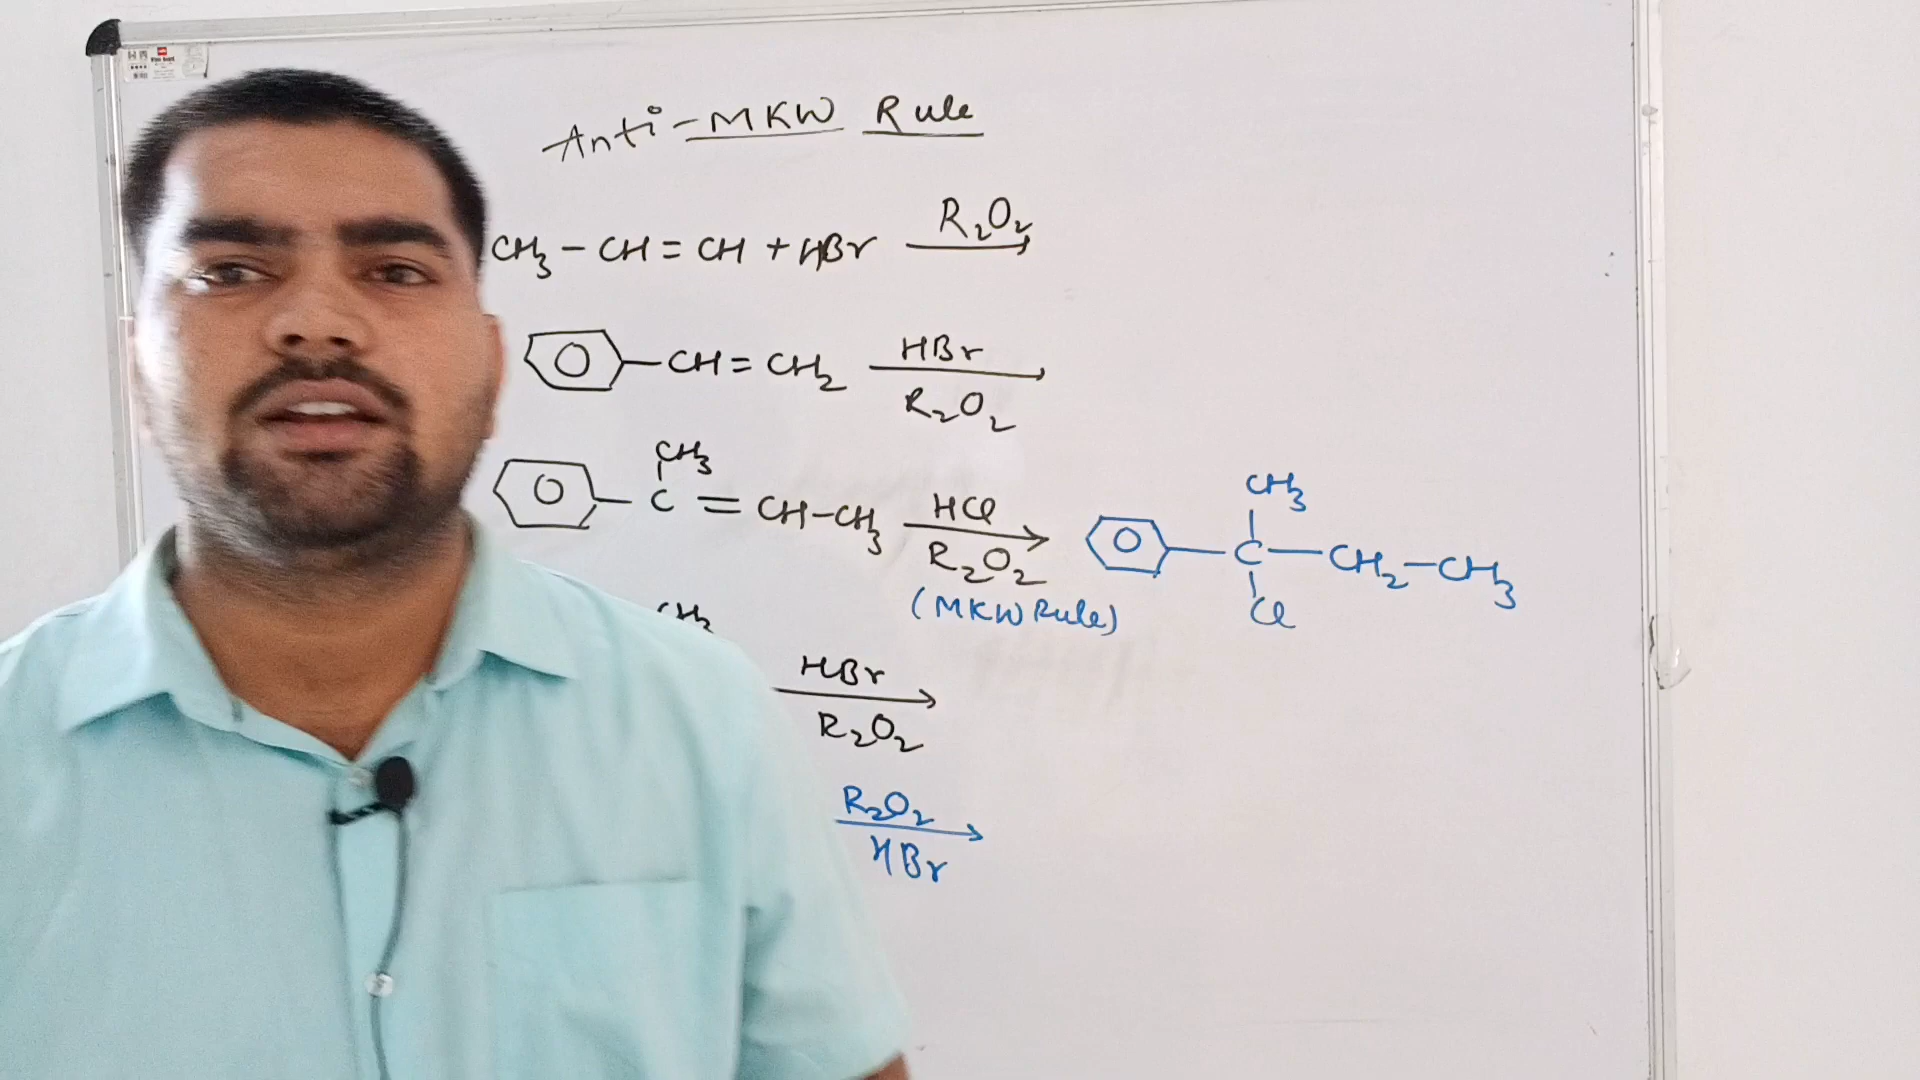 Anti-MKW Rule
CH3-CH=CH+HBr R2O2
CH=CH2 HBr
R2O2
CH3
C=CH-CH3 HCl
R2O2
(MKW Rule)
CH3
C-CH2-CH3
Cl
HBr
R2O2
R2O2
HBr